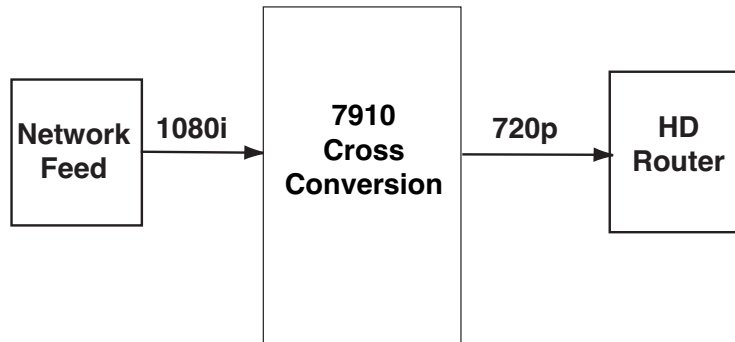 Network
Feed
1080i
7910
Cross
Conversion
720p
HD
Router